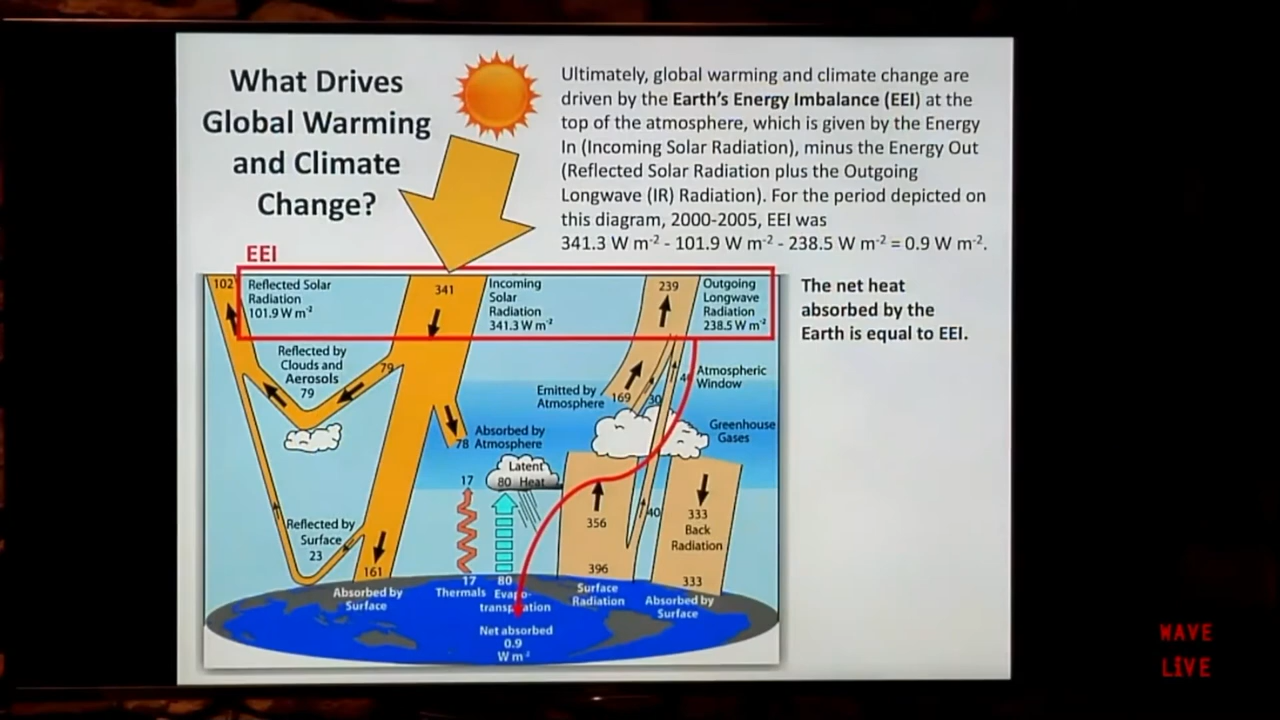 What Drives
Global Warming
and Climate
Change?
Ultimately, global warming and climate change are
driven by the Earth's Energy Imbalance (EEI) at the
top of the atmosphere, which is given by the Energy
In (Incoming Solar Radiation), minus the Energy Out
(Reflected Solar Radiation plus the Outgoing
Longwave (IR) Radiation). For the period depicted on
this diagram, 2000-2005, EEI was
341.3 W m⁻² - 101.9 W m⁻² - 238.5 W m⁻² = 0.9 W m⁻².
The net heat
absorbed by the
Earth is equal to EEI.
EEI
102
Reflected Solar
Radiation
101.9 W m⁻²
341
Incoming
Solar
Radiation
341.3 W m⁻²
239
Outgoing
Longwave
Radiation
238.5 W m⁻²
Reflected by
Clouds and
Aerosols
79
79
Emitted by
Atmosphere
169
30
Atmospheric
Window
Greenhouse
Gases
Absorbed by
78 Atmosphere
Latent
80 Heat
17
356
40
333
Back
Radiation
Reflected by
Surface
23
161
Absorbed by
Surface
17
Thermals
80
Evapo-
transpiration
396
Surface
Radiation
333
Absorbed by
Surface
Net absorbed
0.9
W m⁻²
WAVE
LiVE